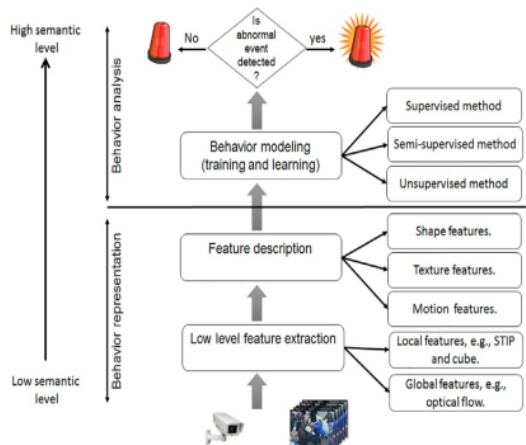 High semantic
level
Is
abnormal
event
detected
?
No
yes
Behavior analysis
Behavior modeling
(training and learning)
Supervised method
Semi-supervised method
Unsupervised method
Behavior representation
Feature description
Shape features.
Texture features.
Motion features.
Low level feature extraction
Local features, e.g., STIP
and cube.
Global features, e.g.,
optical flow.
Low semantic
level